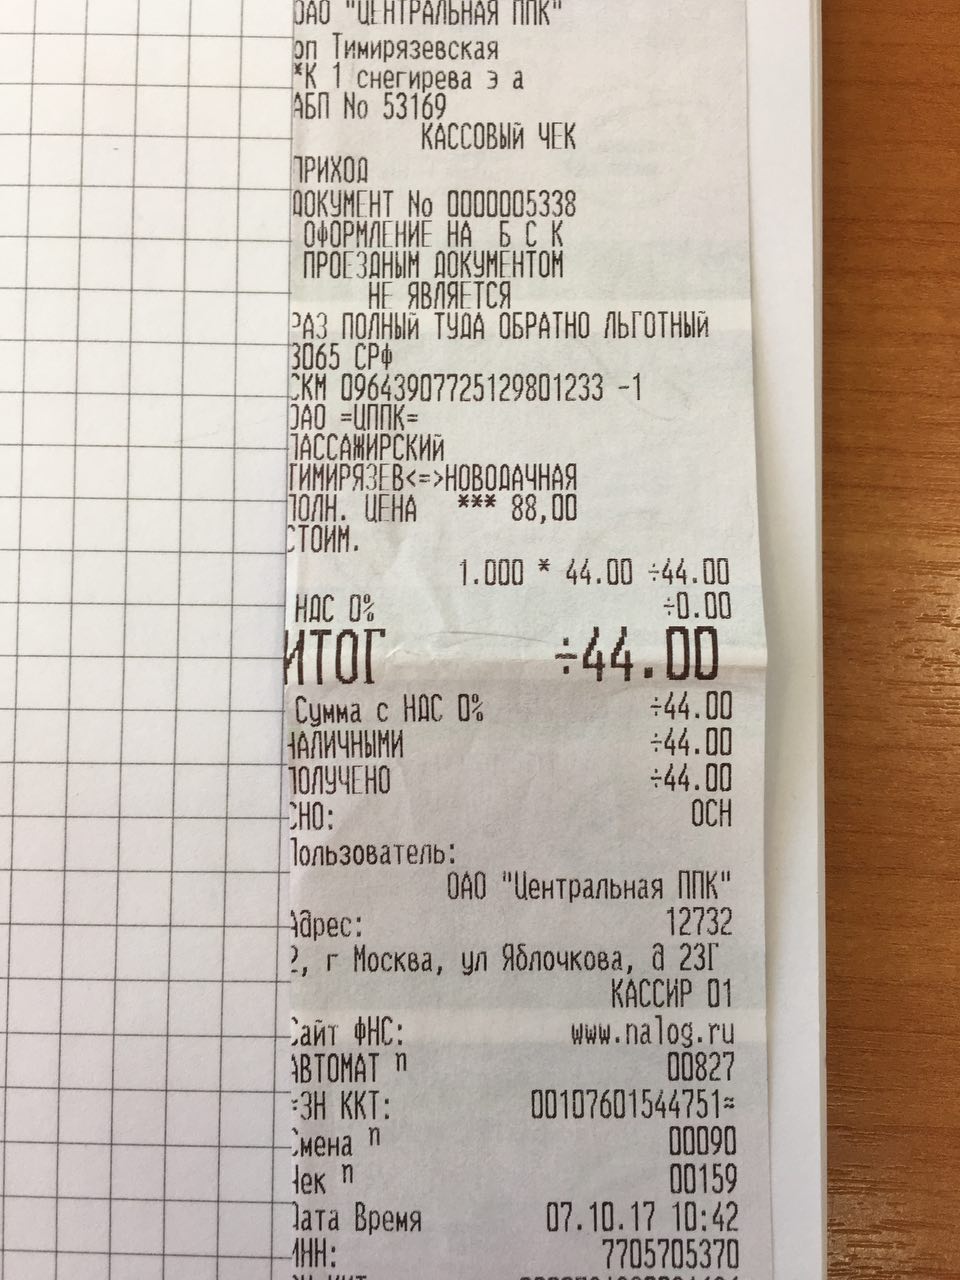 ОАО "ЦЕНТРАЛЬНАЯ ППК"
оп Тимирязевская
*К 1 снегирева э а
АБП No 53169
КАССОВЫЙ ЧЕК
ПРИХОД
ДОКУМЕНТ No 0000005338
ОФОРМЛЕНИЕ НА Б С К
ПРОЕЗДНЫМ ДОКУМЕНТОМ
НЕ ЯВЛЯЕТСЯ
РАЗ ПОЛНЫЙ ТУДА ОБРАТНО ЛЬГОТНЫЙ
3065 СРФ
СКМ 09643907725129801233 -1
ОАО =ЦППК=
ПАССАЖИРСКИЙ
ТИМИРЯЗЕВ<=>НОВОДАЧНАЯ
ПОЛН. ЦЕНА *** 88,00
СТОИМ.
1.000 * 44.00 ÷44.00
НДС 0% ÷0.00
ИТОГ ÷44.00
Сумма с НДС 0% ÷44.00
НАЛИЧНЫМИ ÷44.00
ПОЛУЧЕНО ÷44.00
СНО: ОСН
Пользователь:
ОАО "Центральная ППК"
Адрес: 12732
2, г Москва, ул Яблочкова, д 23Г
КАССИР 01
Сайт ФНС: www.nalog.ru
АВТОМАТ n 00827
=ЗН ККТ: 00107601544751≈
Смена n 00090
Чек n 00159
Дата Время 07.10.17 10:42
ИНН: 7705705370